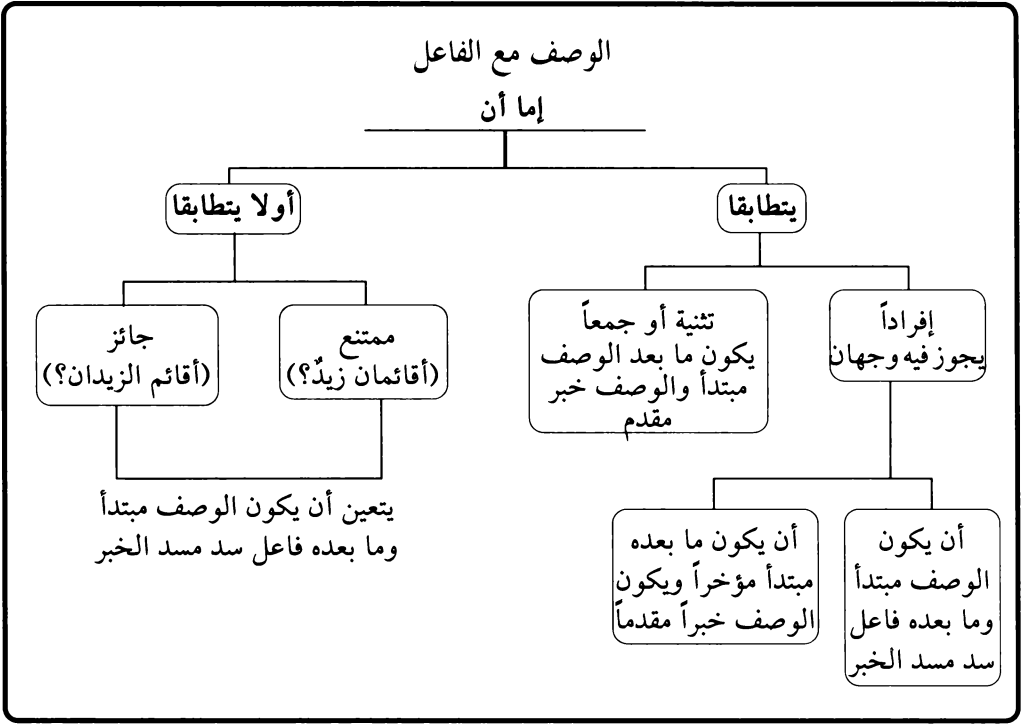 الوصف مع الفاعل
إما أن
يتطابقا
أولا يتطابقا
إفراداً
يجوز فيه وجهان
تثنية أو جمعاً
يكون ما بعد الوصف
مبتدأ والوصف خبر
مقدم
ممتنع
(أقائمان زيدٌ؟)
جائز
(أقائم الزيدان؟)
أن يكون
الوصف مبتدأ
وما بعده فاعل
سد مسد الخبر
أن يكون ما بعده
مبتدأ مؤخراً ويكون
الوصف خبراً مقدماً
يتعين أن يكون الوصف مبتدأ
وما بعده فاعل سد مسد الخبر